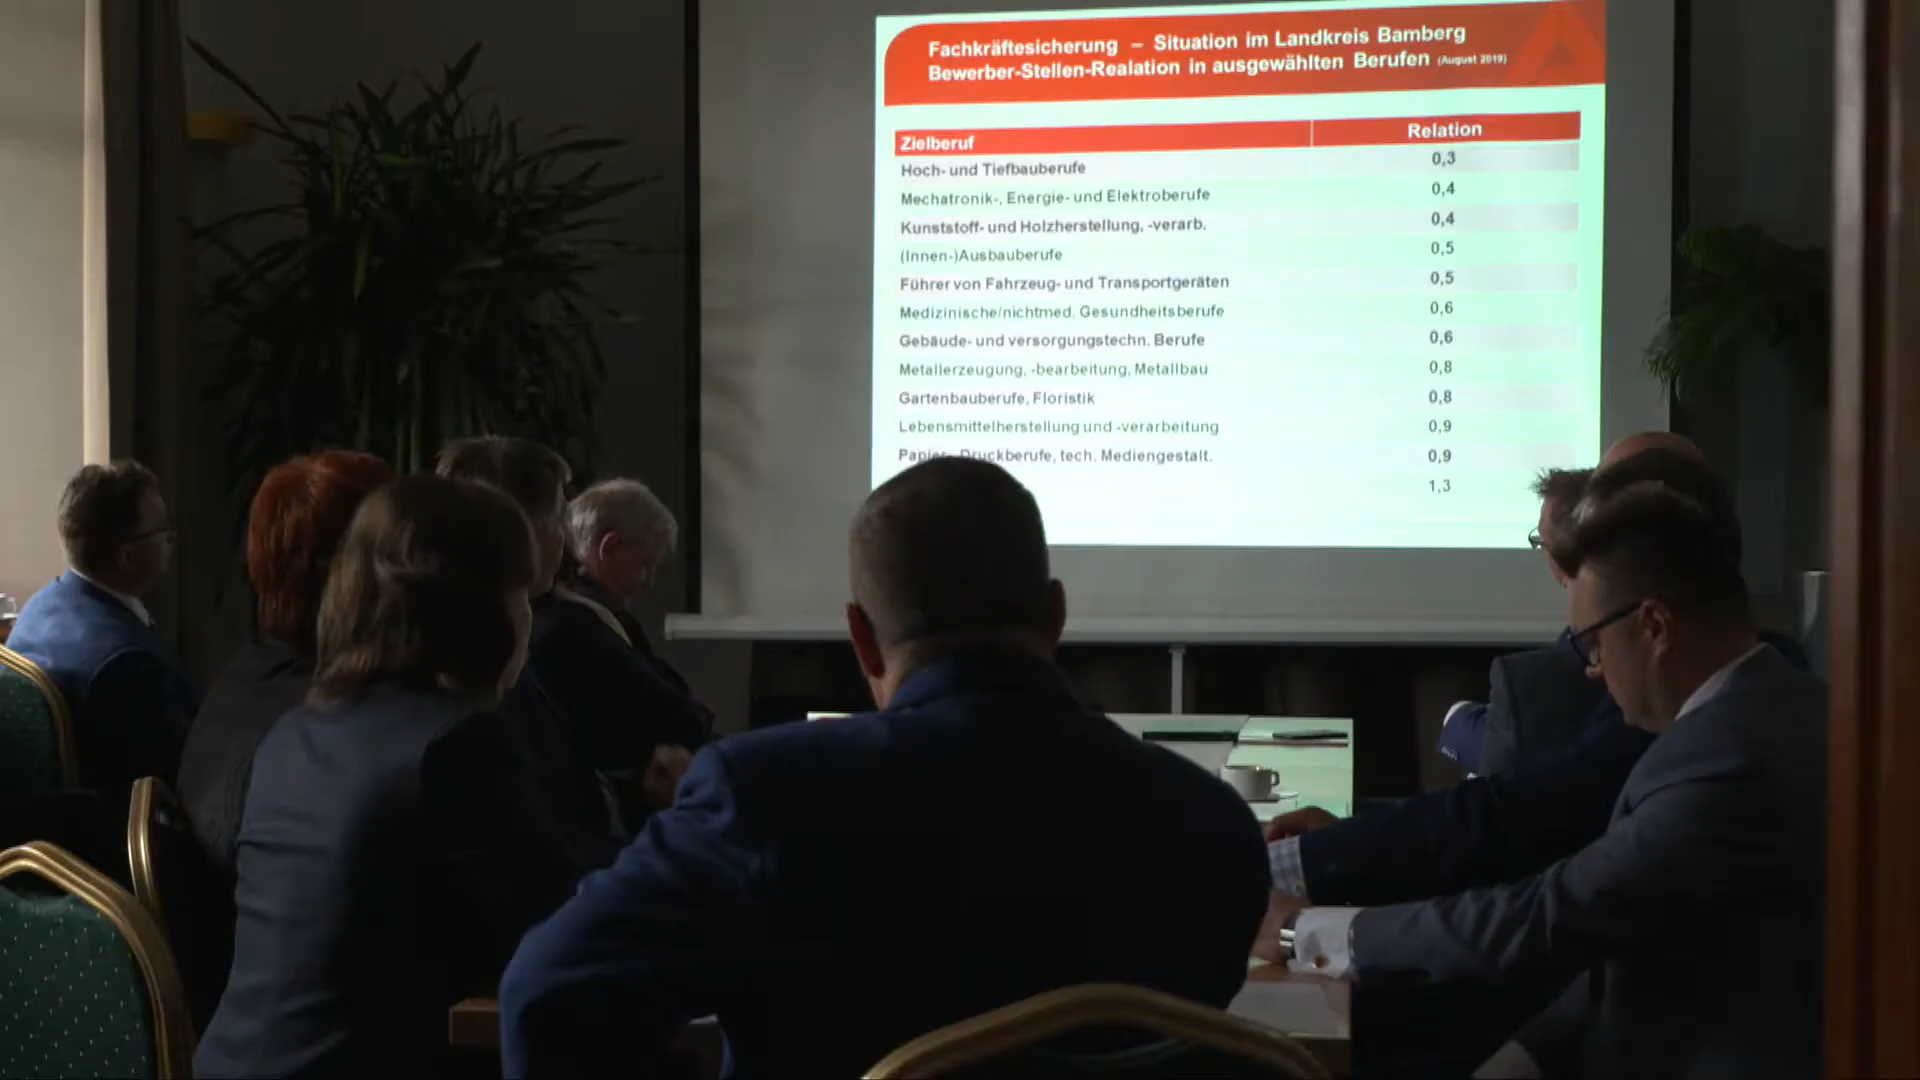 Fachkräftesicherung – Situation im Landkreis Bamberg
Bewerber-Stellen-Realation in ausgewählten Berufen (August 2019)
Zielberuf Relation
Hoch- und Tiefbauberufe 0,3
Mechatronik-, Energie- und Elektroberufe 0,4
Kunststoff- und Holzherstellung, -verarb. 0,4
(Innen-)Ausbauberufe 0,5
Führer von Fahrzeug- und Transportgeräten 0,5
Medizinische/nichtmed. Gesundheitsberufe 0,6
Gebäude- und versorgungstechn. Berufe 0,6
Metallerzeugung, -bearbeitung, Metallbau 0,8
Gartenbauberufe, Floristik 0,8
Lebensmittelherstellung und -verarbeitung 0,9
Papier-, Druckberufe, tech. Mediengestalt. 0,9
1,3